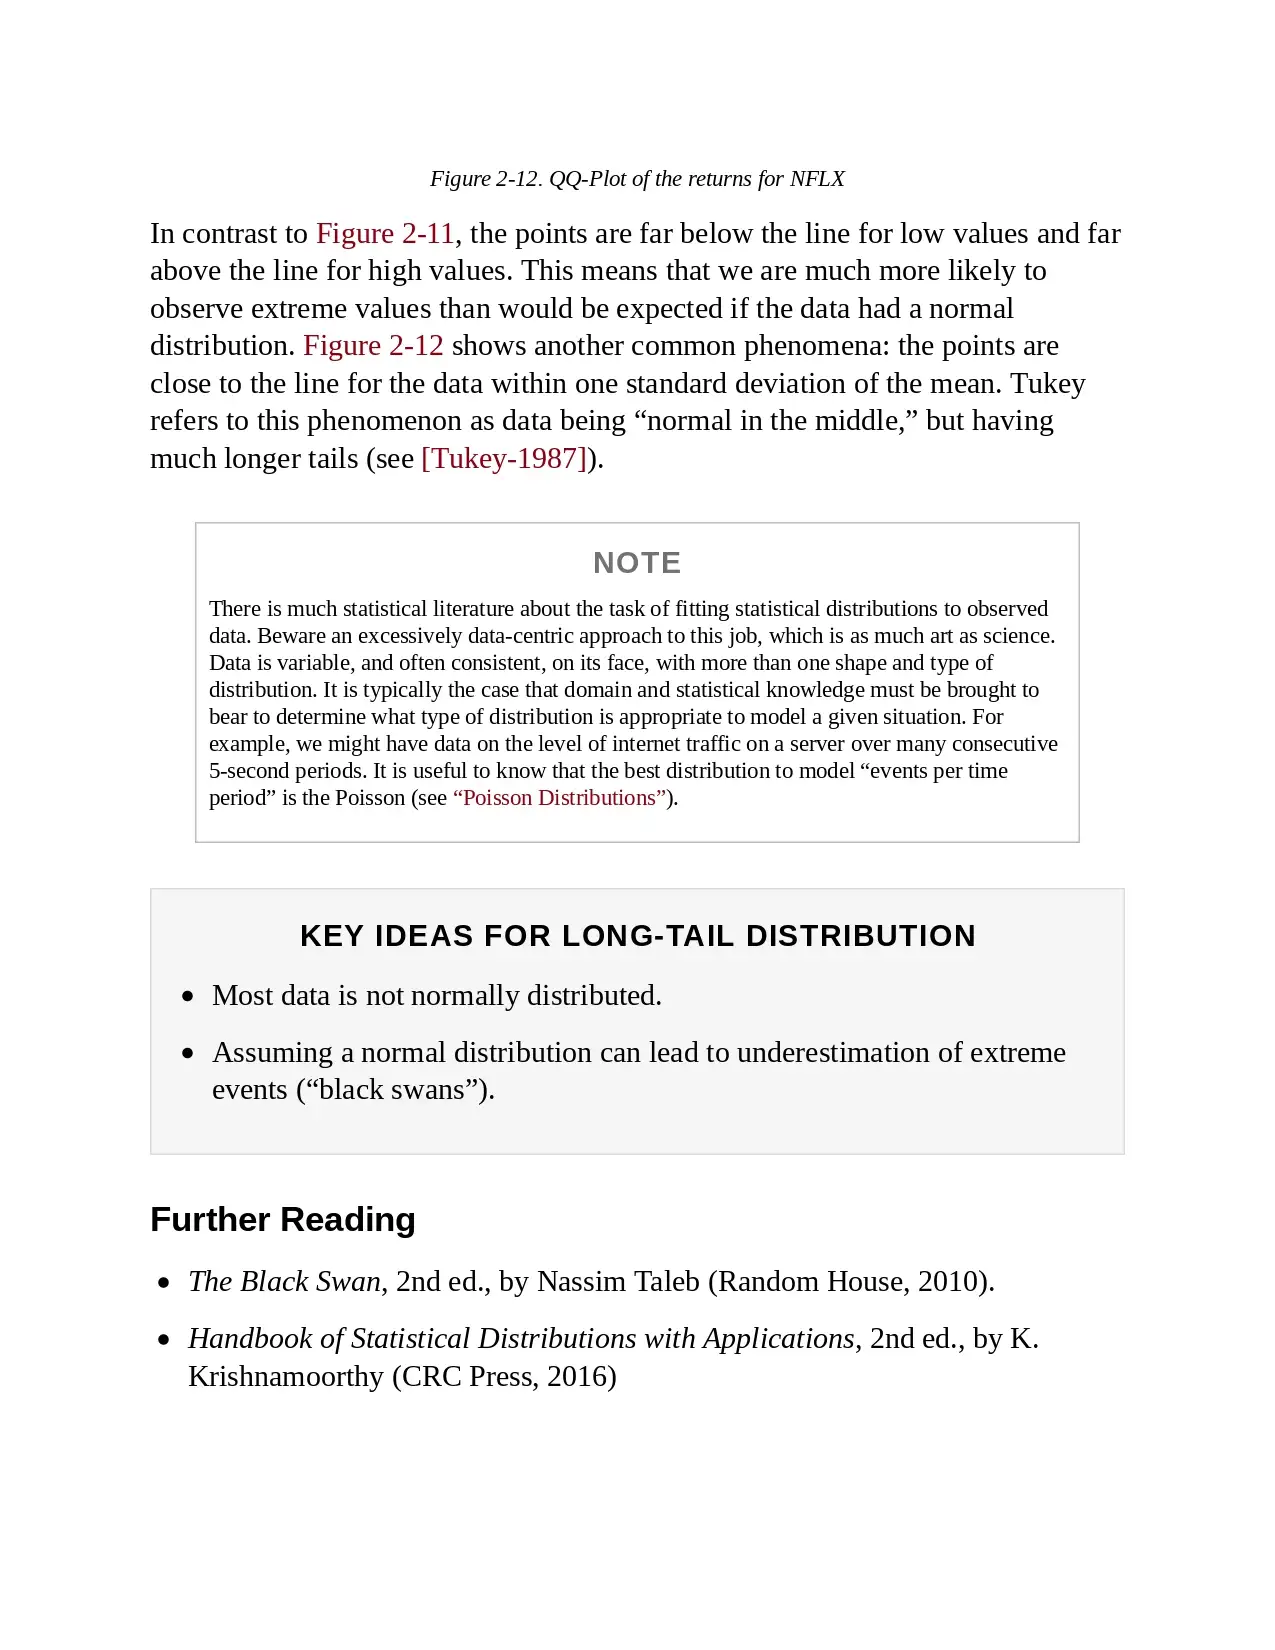 Figure 2-12. QQ-Plot of the returns for NFLX
In contrast to Figure 2-11, the points are far below the line for low values and far
above the line for high values. This means that we are much more likely to
observe extreme values than would be expected if the data had a normal
distribution. Figure 2-12 shows another common phenomena: the points are
close to the line for the data within one standard deviation of the mean. Tukey
refers to this phenomenon as data being “normal in the middle,” but having
much longer tails (see [Tukey-1987]).
NOTE
There is much statistical literature about the task of fitting statistical distributions to observed
data. Beware an excessively data-centric approach to this job, which is as much art as science.
Data is variable, and often consistent, on its face, with more than one shape and type of
distribution. It is typically the case that domain and statistical knowledge must be brought to
bear to determine what type of distribution is appropriate to model a given situation. For
example, we might have data on the level of internet traffic on a server over many consecutive
5-second periods. It is useful to know that the best distribution to model “events per time
period” is the Poisson (see “Poisson Distributions”).
KEY IDEAS FOR LONG-TAIL DISTRIBUTION
• Most data is not normally distributed.
• Assuming a normal distribution can lead to underestimation of extreme
events (“black swans”).
Further Reading
• The Black Swan, 2nd ed., by Nassim Taleb (Random House, 2010).
• Handbook of Statistical Distributions with Applications, 2nd ed., by K.
Krishnamoorthy (CRC Press, 2016)